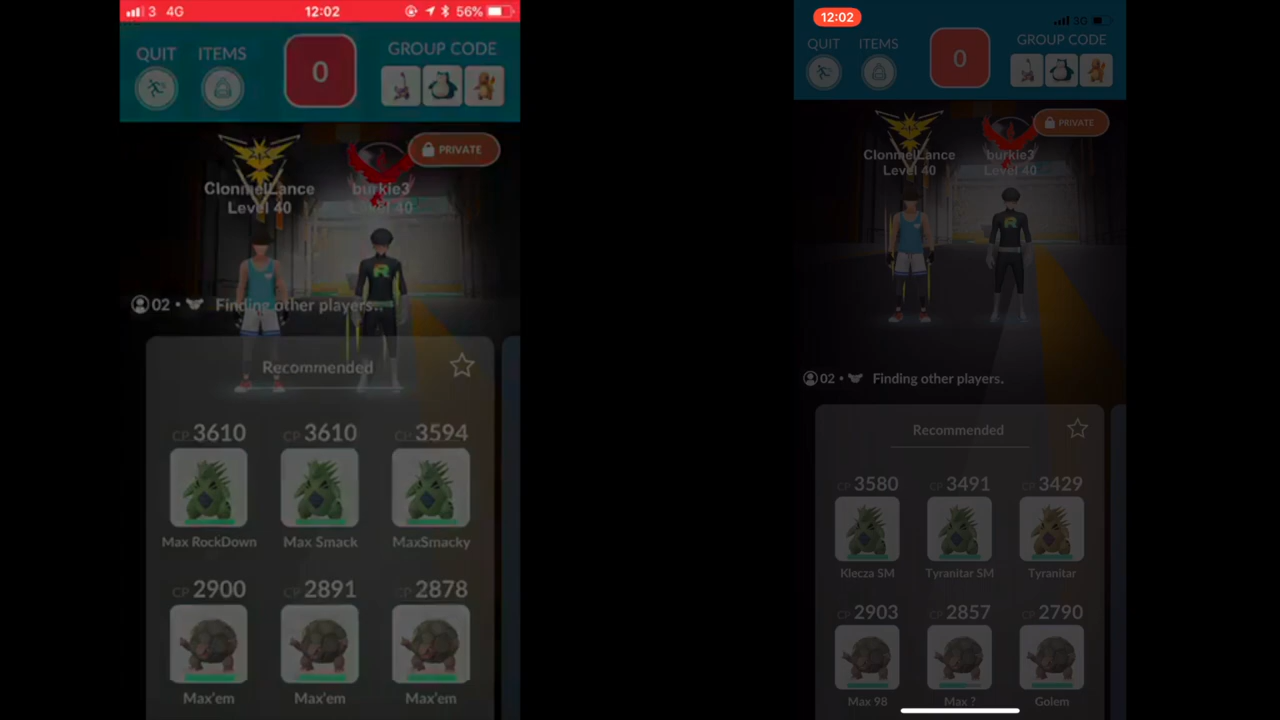 3 4G 12:02 56%
QUIT ITEMS 0 GROUP CODE
PRIVATE
ClonmelLance burkie3
Level 40 Level 40
02 • Finding other players..
Recommended
CP 3610 CP 3610 CP 3594
Max RockDown Max Smack MaxSmacky
CP 2900 CP 2891 CP 2878
Max'em Max'em Max'em
12:02 3G
QUIT ITEMS 0 GROUP CODE
PRIVATE
ClonmelLance burkie3
Level 40 Level 40
02 • Finding other players.
Recommended
CP 3580 CP 3491 CP 3429
Klecza SM Tyranitar SM Tyranitar
CP 2903 CP 2857 CP 2790
Max 98 Max ? Golem